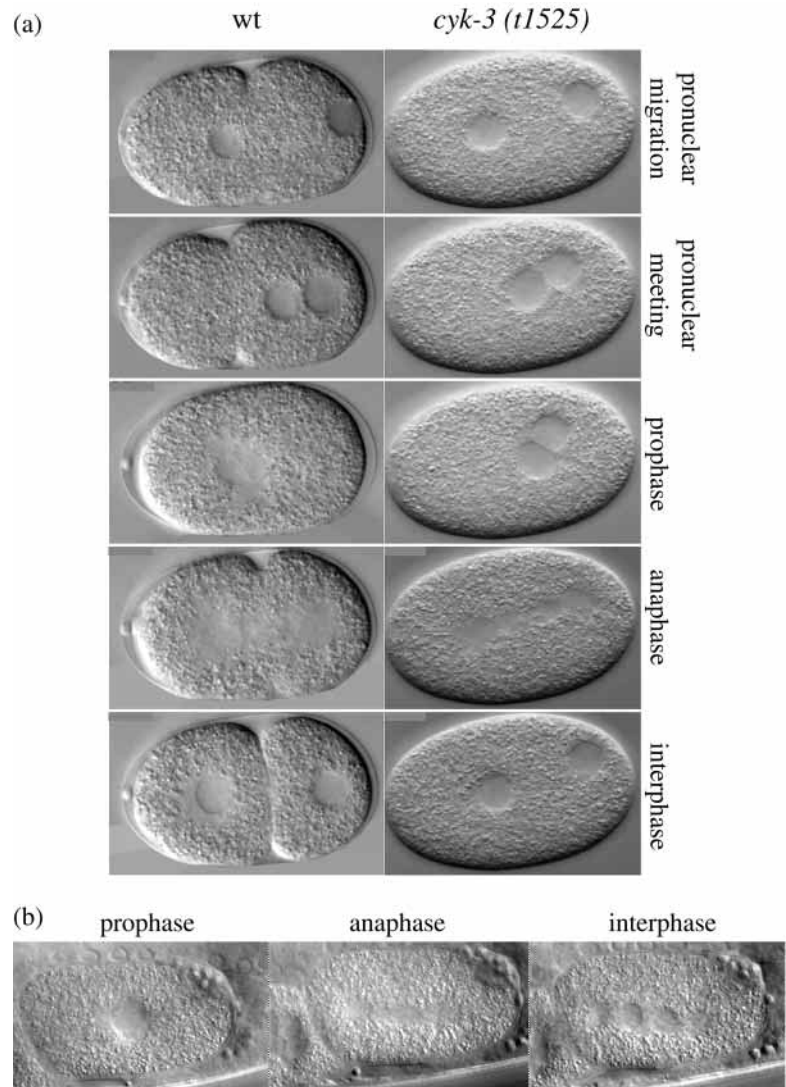 (a)
wt
cyk-3 (t1525)
pronuclear
migration
pronuclear
meeting
prophase
anaphase
interphase
(b)
prophase
anaphase
interphase